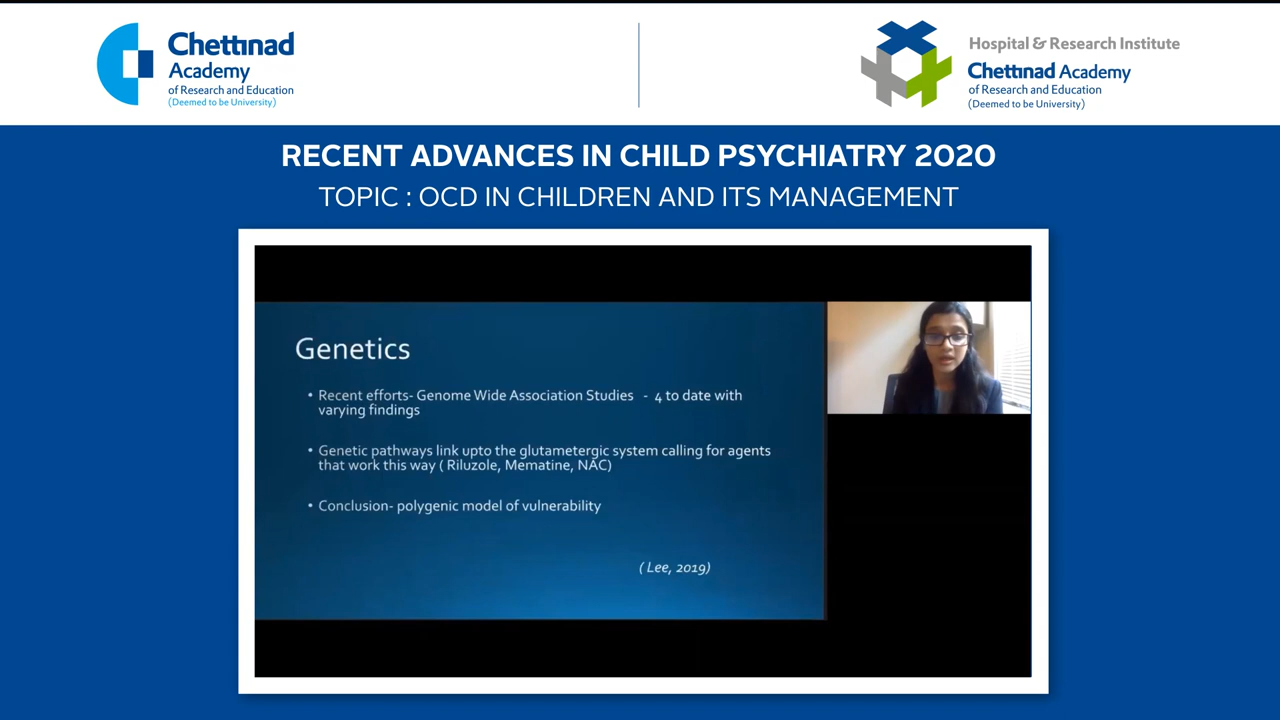 Chettinad
Academy
of Research and Education
(Deemed to be University)
Hospital & Research Institute
Chettinad Academy
of Research and Education
(Deemed to be University)
RECENT ADVANCES IN CHILD PSYCHIATRY 2020
TOPIC : OCD IN CHILDREN AND ITS MANAGEMENT
Genetics
• Recent efforts- Genome Wide Association Studies - 4 to date with
varying findings
• Genetic pathways link upto the glutametergic system calling for agents
that work this way ( Riluzole, Mematine, NAC)
• Conclusion- polygenic model of vulnerability
( Lee, 2019)